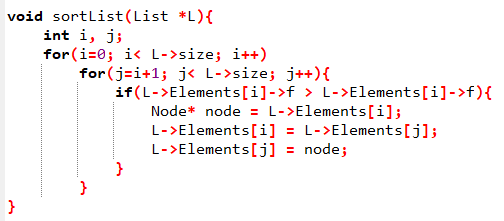 void sortList(List *L){
    int i, j;
    for(i=0; i< L->size; i++)
        for(j=i+1; j< L->size; j++){
            if(L->Elements[i]->f > L->Elements[i]->f){
                Node* node = L->Elements[i];
                L->Elements[i] = L->Elements[j];
                L->Elements[j] = node;
            }
        }
}